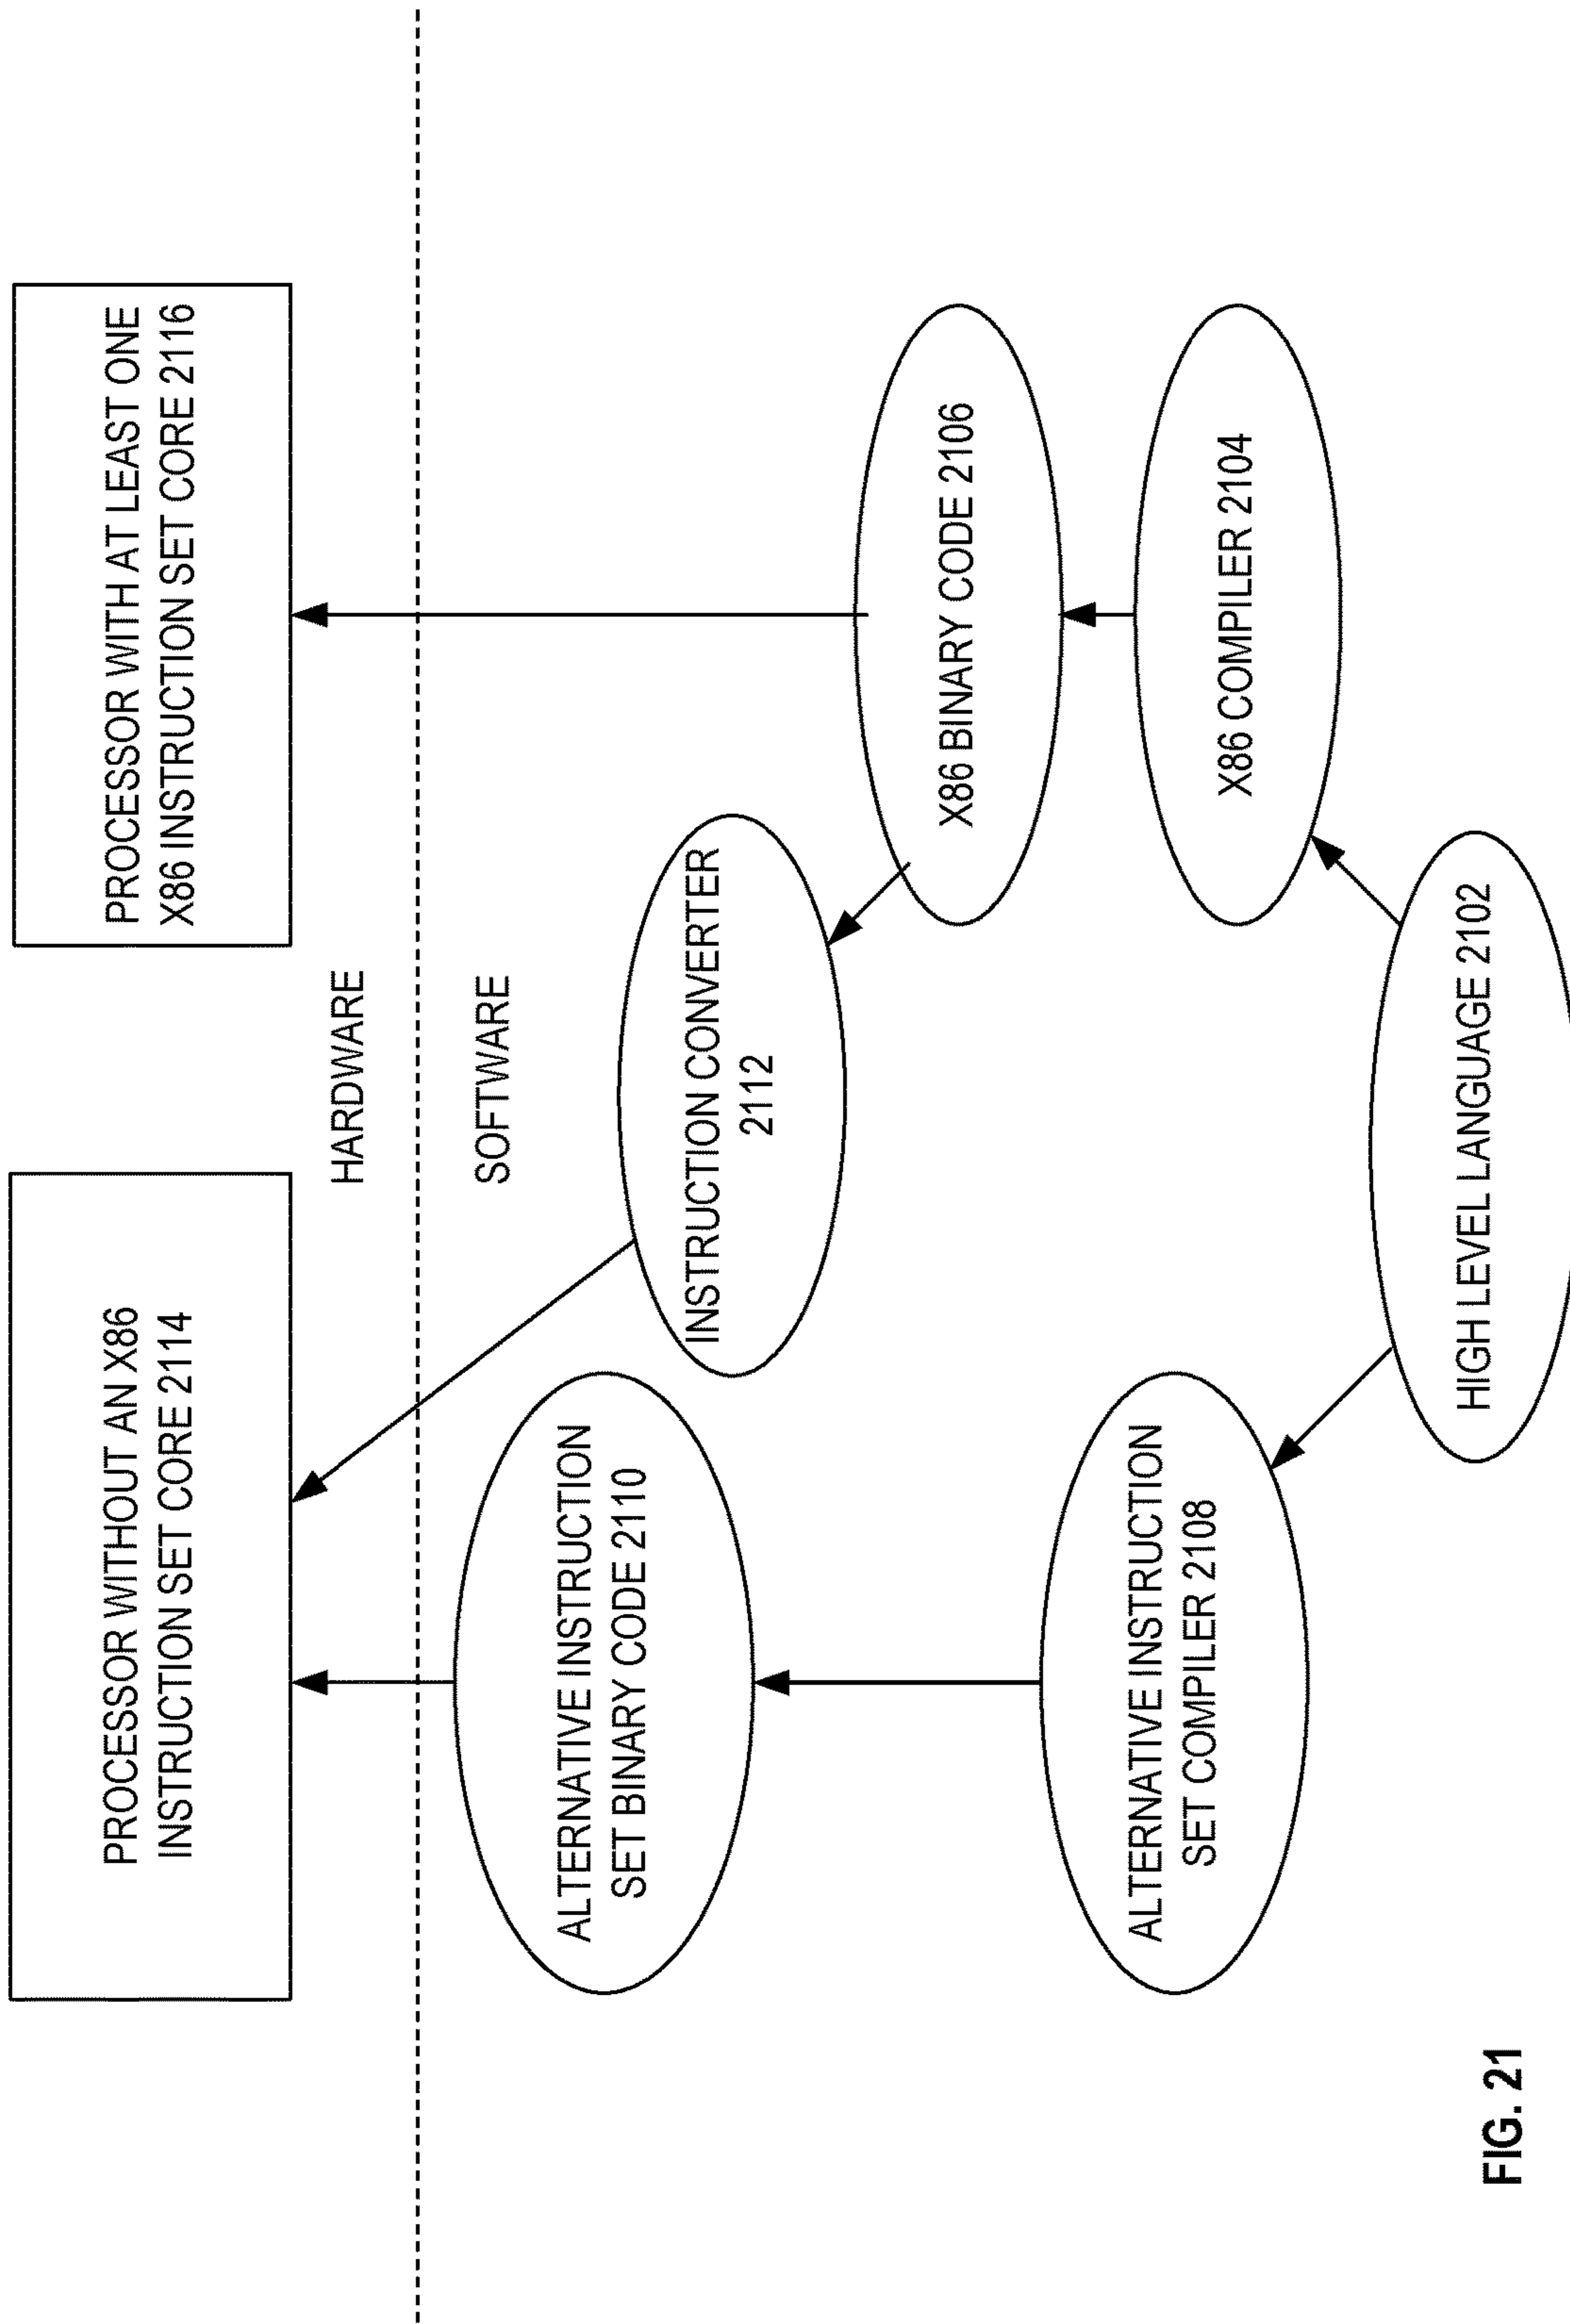 PROCESSOR WITHOUT AN X86
INSTRUCTION SET CORE 2114
PROCESSOR WITH AT LEAST ONE
X86 INSTRUCTION SET CORE 2116
HARDWARE
SOFTWARE
ALTERNATIVE INSTRUCTION
SET BINARY CODE 2110
INSTRUCTION CONVERTER
2112
X86 BINARY CODE 2106
ALTERNATIVE INSTRUCTION
SET COMPILER 2108
X86 COMPILER 2104
HIGH LEVEL LANGUAGE 2102
FIG. 21